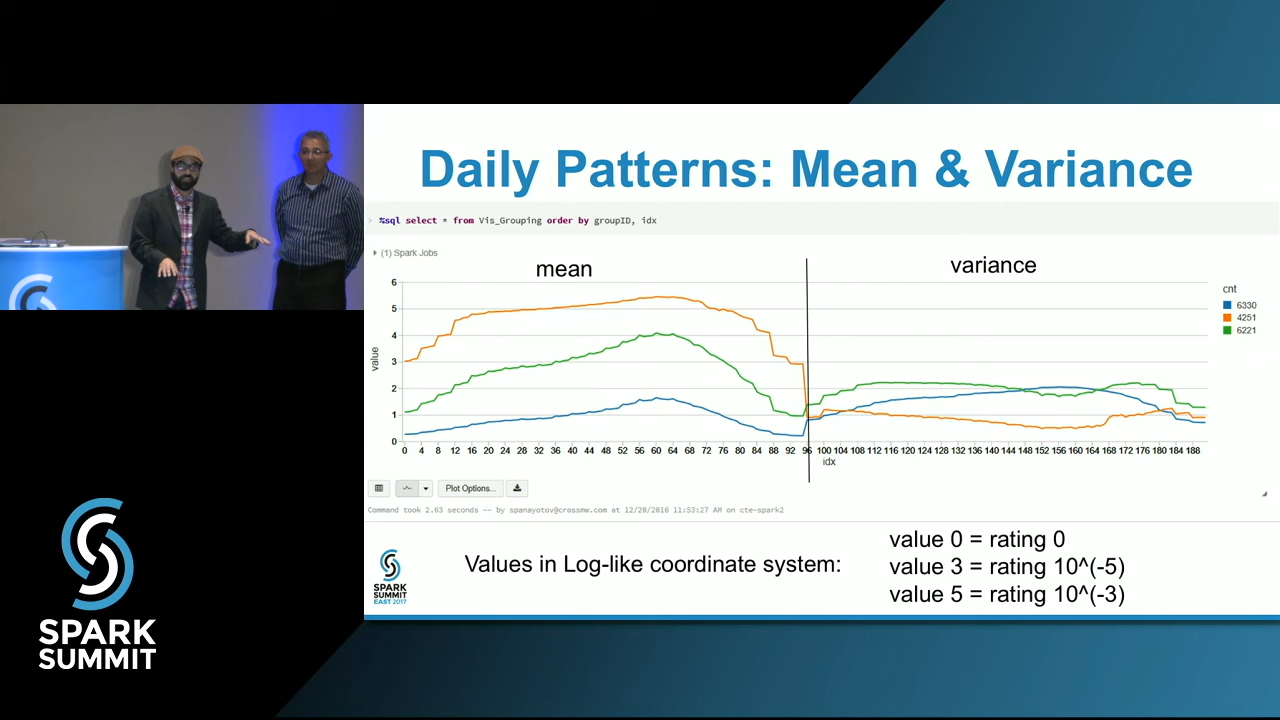 Daily Patterns: Mean & Variance
%sql select * from Vis_Grouping order by groupID, idx
(1) Spark Jobs
mean
variance
cnt
6330
4251
6221
6
5
4
3
2
1
0
value
0 4 8 12 16 20 24 28 32 36 40 44 48 52 56 60 64 68 72 76 80 84 88 92 96 100 104 108 112 116 120 124 128 132 136 140 144 148 152 156 160 164 168 172 176 180 184 188
idx
Plot Options...
Command took 2.63 seconds -- by spanayotov@crossmw.com at 12/20/2016 11:53:27 AM on cte-spark2
Values in Log-like coordinate system:
value 0 = rating 0
value 3 = rating 10^(-5)
value 5 = rating 10^(-3)
SPARK
SUMMIT
EAST 2017
SPARK
SUMMIT